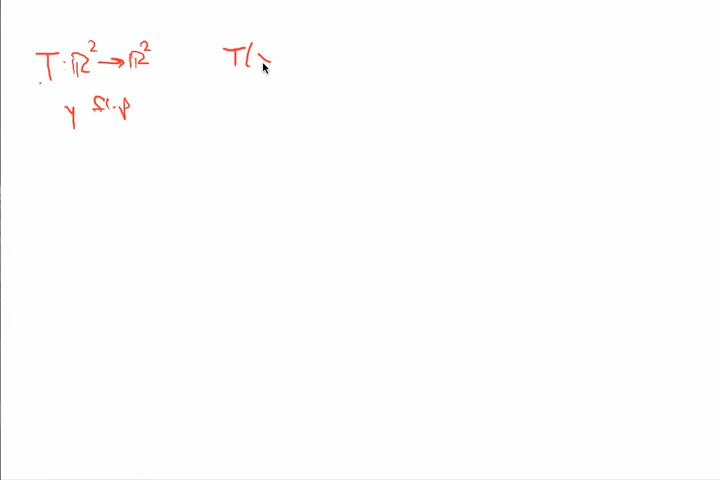 T: ℝ² → ℝ² T(
y flip